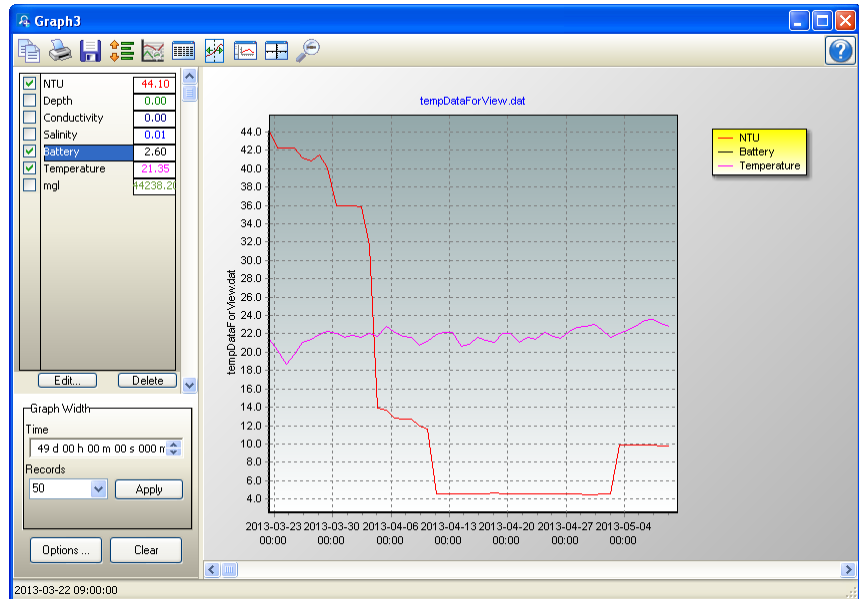 Graph3
NTU 44.10
Depth 0.00
Conductivity 0.00
Salinity 0.01
Battery 2.60
Temperature 21.35
mgl 44238.20
Edit... Delete
Graph Width
Time
49 d 00 h 00 m 00 s 000 m
Records
50 Apply
Options ... Clear
tempDataForView.dat
tempDataForView.dat
44.0
42.0
40.0
38.0
36.0
34.0
32.0
30.0
28.0
26.0
24.0
22.0
20.0
18.0
16.0
14.0
12.0
10.0
8.0
6.0
4.0
2013-03-23 2013-03-30 2013-04-06 2013-04-13 2013-04-20 2013-04-27 2013-05-04
00:00 00:00 00:00 00:00 00:00 00:00 00:00
NTU
Battery
Temperature
2013-03-22 09:00:00